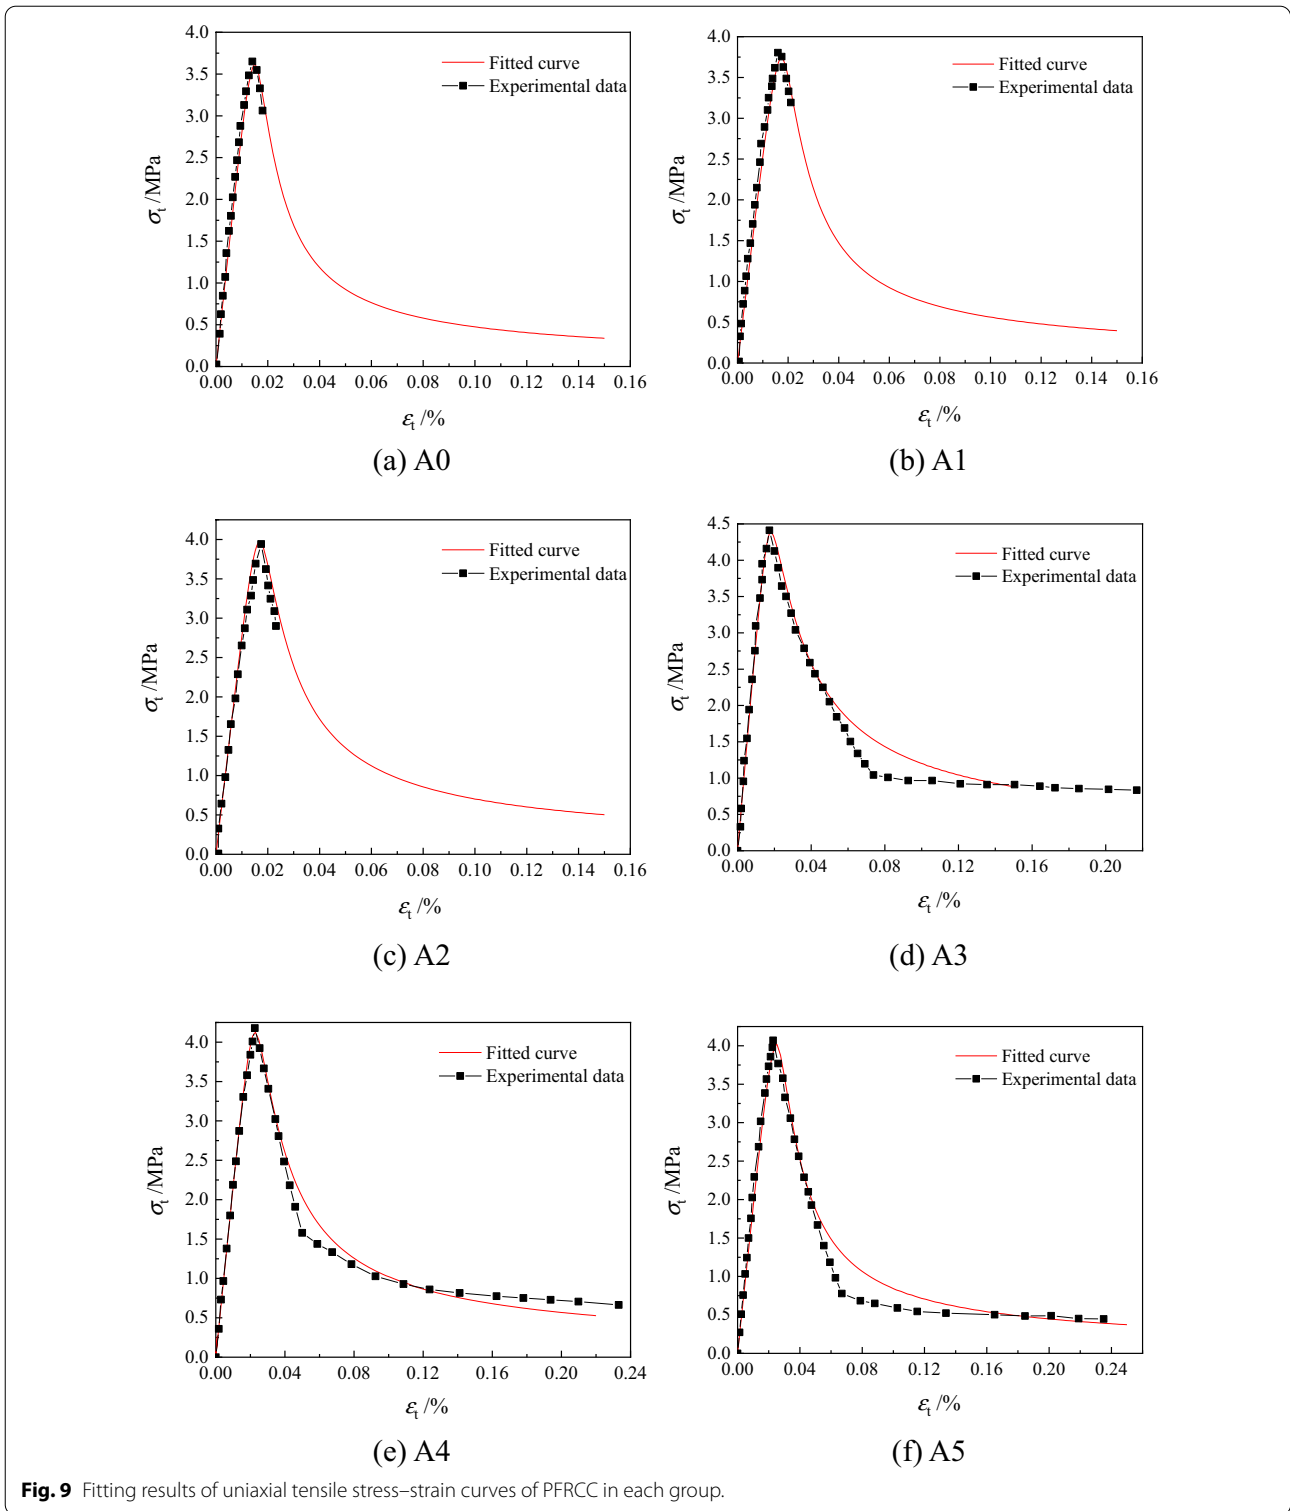 4.0
3.5
3.0
2.5
2.0
1.5
1.0
0.5
0.0
σt /MPa
Fitted curve
Experimental data
0.00 0.02 0.04 0.06 0.08 0.10 0.12 0.14 0.16
εt /%
(a) A0
4.0
3.5
3.0
2.5
2.0
1.5
1.0
0.5
0.0
σt /MPa
Fitted curve
Experimental data
0.00 0.02 0.04 0.06 0.08 0.10 0.12 0.14 0.16
εt /%
(b) A1
4.0
3.5
3.0
2.5
2.0
1.5
1.0
0.5
0.0
σt /MPa
Fitted curve
Experimental data
0.00 0.02 0.04 0.06 0.08 0.10 0.12 0.14 0.16
εt /%
(c) A2
4.5
4.0
3.5
3.0
2.5
2.0
1.5
1.0
0.5
0.0
σt /MPa
Fitted curve
Experimental data
0.00 0.04 0.08 0.12 0.16 0.20
εt /%
(d) A3
4.0
3.5
3.0
2.5
2.0
1.5
1.0
0.5
0.0
σt /MPa
Fitted curve
Experimental data
0.00 0.04 0.08 0.12 0.16 0.20 0.24
εt /%
(e) A4
4.0
3.5
3.0
2.5
2.0
1.5
1.0
0.5
0.0
σt /MPa
Fitted curve
Experimental data
0.00 0.04 0.08 0.12 0.16 0.20 0.24
εt /%
(f) A5
Fig. 9 Fitting results of uniaxial tensile stress–strain curves of PFRCC in each group.